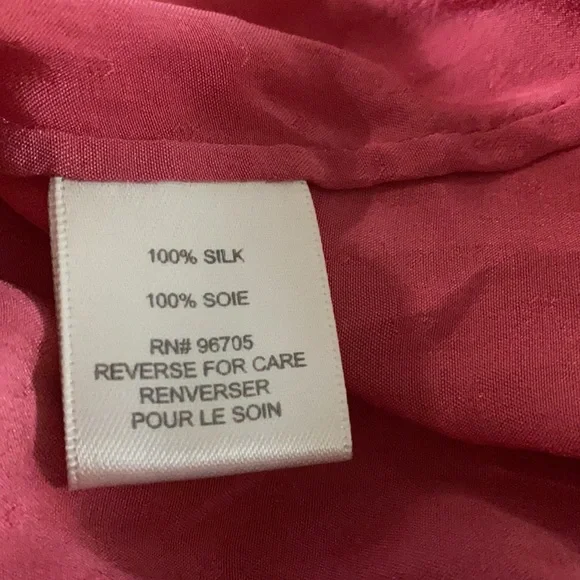 100% SILK
100% SOIE
RN# 96705
REVERSE FOR CARE
RENVERSER
POUR LE SOIN